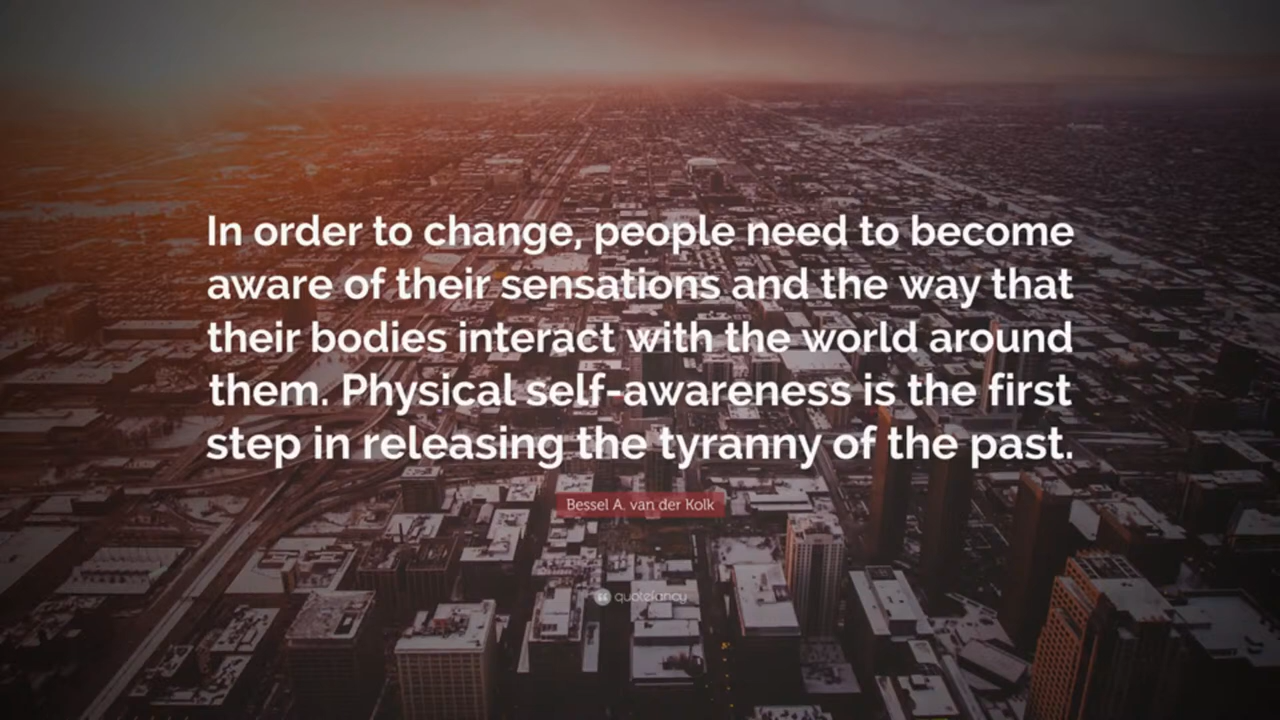 In order to change, people need to become
aware of their sensations and the way that
their bodies interact with the world around
them. Physical self-awareness is the first
step in releasing the tyranny of the past.
Bessel A. van der Kolk
quotefancy